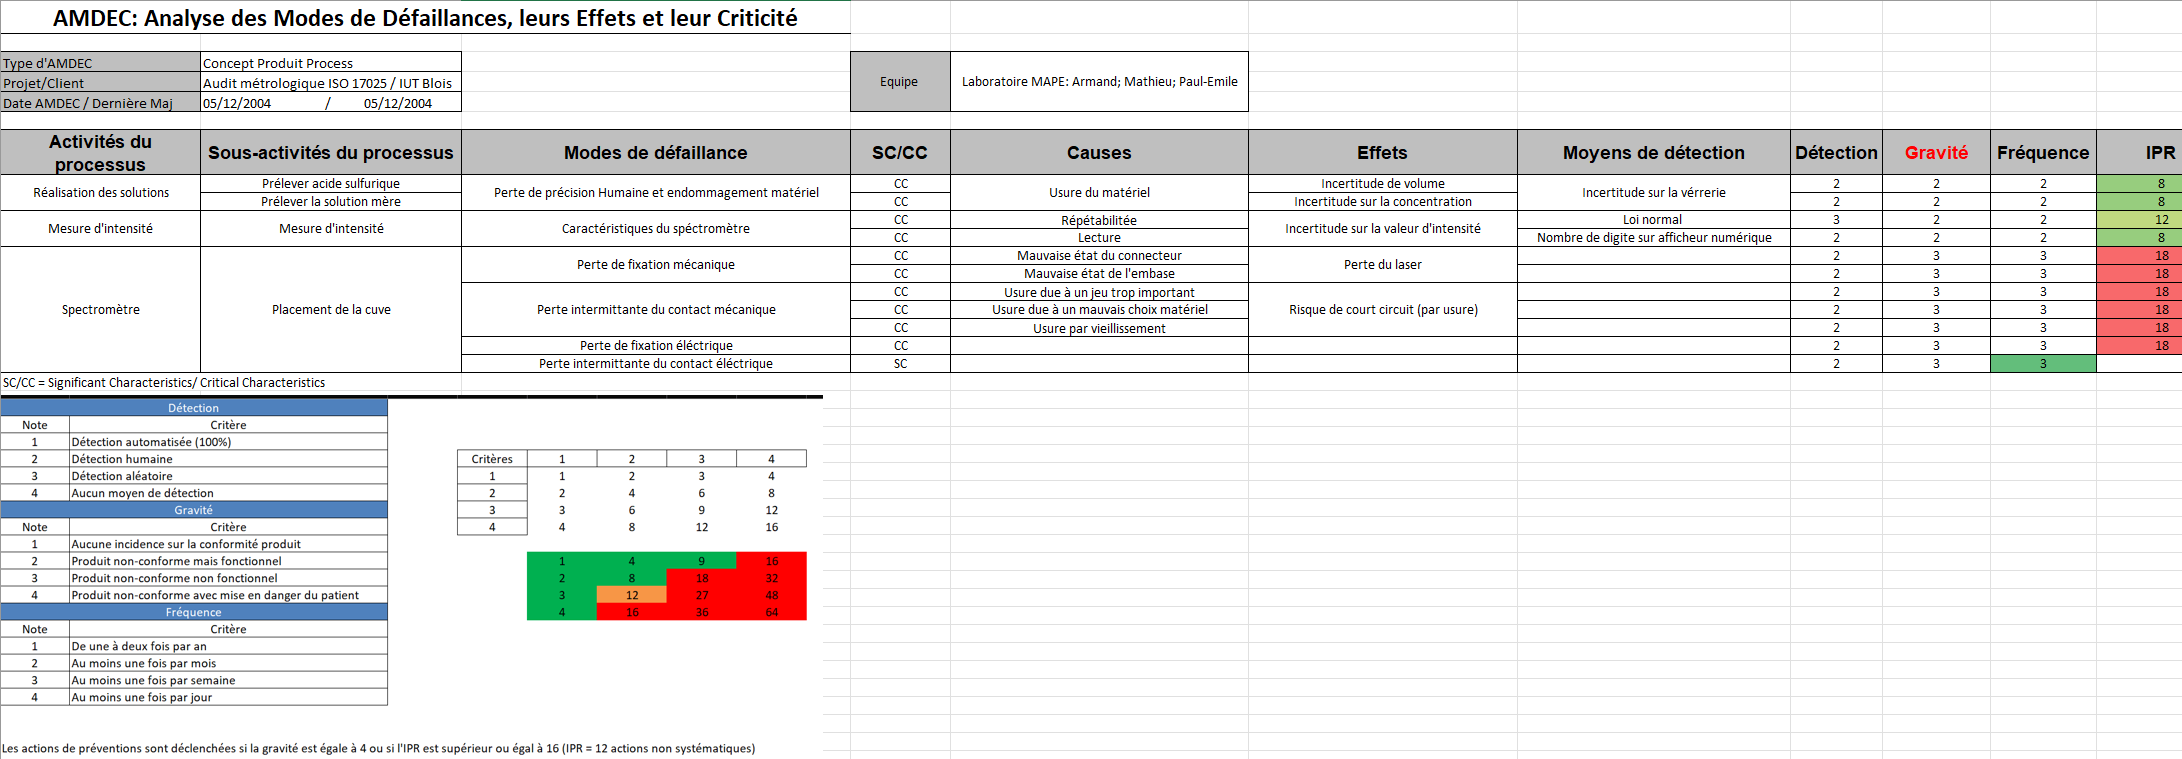 AMDEC: Analyse des Modes de Défaillances, leurs Effets et leur Criticité
Type d'AMDEC Concept Produit Process
Projet/Client Audit métrologique ISO 17025 / IUT Blois
Date AMDEC / Dernière Maj 05/12/2004 / 05/12/2004
Equipe Laboratoire MAPE: Armand; Mathieu; Paul-Emile
Activités du processus Sous-activités du processus Modes de défaillance SC/CC Causes Effets Moyens de détection Détection Gravité Fréquence IPR
Réalisation des solutions Prélever acide sulfurique Perte de précision Humaine et endommagement matériel CC Usure du matériel Incertitude de volume Incertitude sur la vérrerie 2 2 2 8
Prélever la solution mère CC Incertitude sur la concentration 2 2 2 8
Mesure d'intensité Mesure d'intensité Caractéristiques du spéctromètre CC Répétabilitée Incertitude sur la valeur d'intensité Loi normal 3 2 2 12
CC Lecture Nombre de digite sur afficheur numérique 2 2 2 8
Spectromètre Placement de la cuve Perte de fixation mécanique CC Mauvaise état du connecteur Perte du laser 2 3 3 18
CC Mauvaise état de l'embase 2 3 3 18
Perte intermittante du contact mécanique CC Usure due à un jeu trop important Risque de court circuit (par usure) 2 3 3 18
CC Usure due à un mauvais choix matériel 2 3 3 18
CC Usure par vieillissement 2 3 3 18
Perte de fixation éléctrique CC 2 3 3 18
Perte intermittante du contact éléctrique SC 2 3 3
SC/CC = Significant Characteristics/ Critical Characteristics
Détection
Note Critère
1 Détection automatisée (100%)
2 Détection humaine
3 Détection aléatoire
4 Aucun moyen de détection
Gravité
Note Critère
1 Aucune incidence sur la conformité produit
2 Produit non-conforme mais fonctionnel
3 Produit non-conforme non fonctionnel
4 Produit non-conforme avec mise en danger du patient
Fréquence
Note Critère
1 De une à deux fois par an
2 Au moins une fois par mois
3 Au moins une fois par semaine
4 Au moins une fois par jour
Critères 1 2 3 4
1 1 2 3 4
2 2 4 6 8
3 3 6 9 12
4 4 8 12 16
1 4 9 16
2 8 18 32
3 12 27 48
4 16 36 64
Les actions de préventions sont déclenchées si la gravité est égale à 4 ou si l'IPR est supérieur ou égal à 16 (IPR = 12 actions non systématiques)